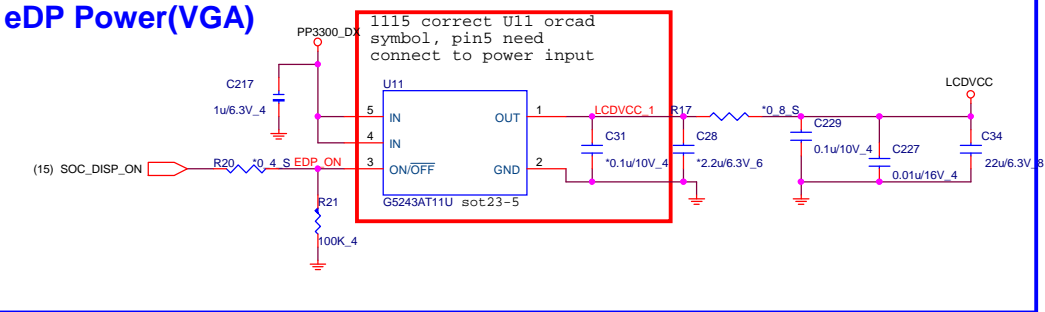 eDP Power(VGA)
PP3300_DX
1115 correct U11 orcad
symbol, pin5 need
connect to power input
C217
1u/6.3V_4
U11
5 IN
4 IN
3 ON/OFF
OUT 1
GND 2
G5243AT11U sot23-5
(15) SOC_DISP_ON
R20 *0_4_S EDP_ON
R21
100K_4
LCDVCC_1
C31
*0.1u/10V_4
R17 *0_8_S
C28
*2.2u/6.3V_6
C229
0.1u/10V_4
C227
0.01u/16V_4
LCDVCC
C34
22u/6.3V_8